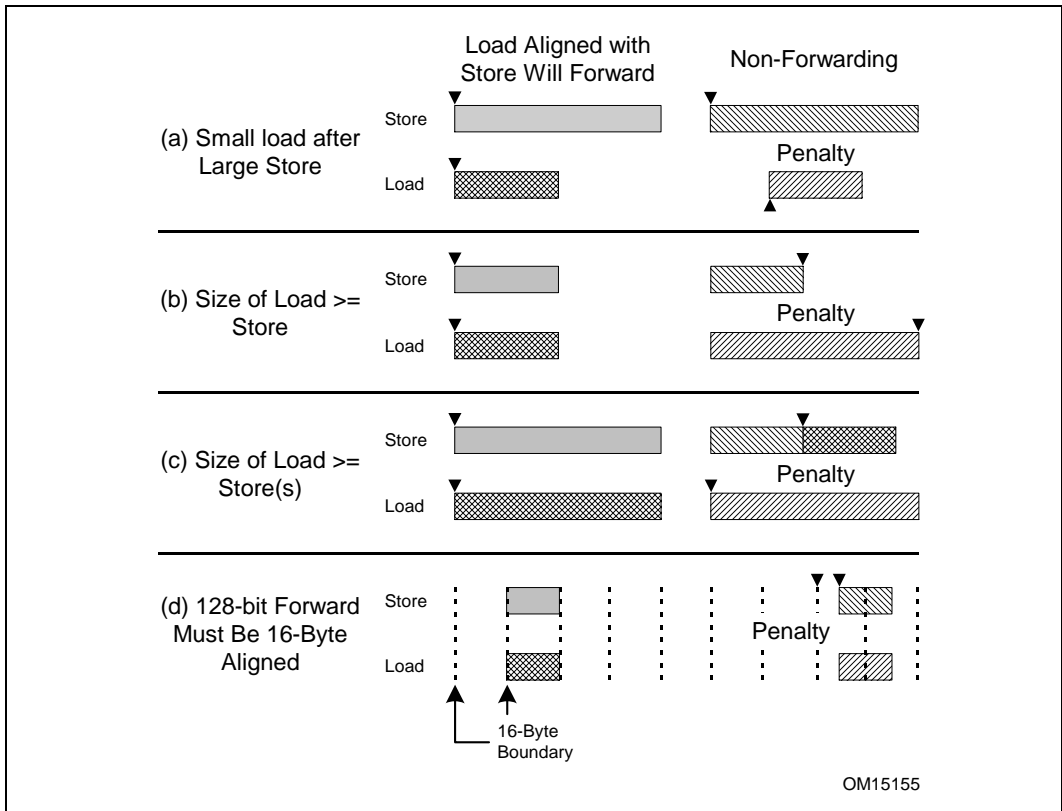 Load Aligned with
Store Will Forward
Non-Forwarding
(a) Small load after
Large Store
Store
Penalty
Load
(b) Size of Load >=
Store
Store
Penalty
Load
(c) Size of Load >=
Store(s)
Store
Penalty
Load
(d) 128-bit Forward
Must Be 16-Byte
Aligned
Store
Penalty
Load
16-Byte
Boundary
OM15155